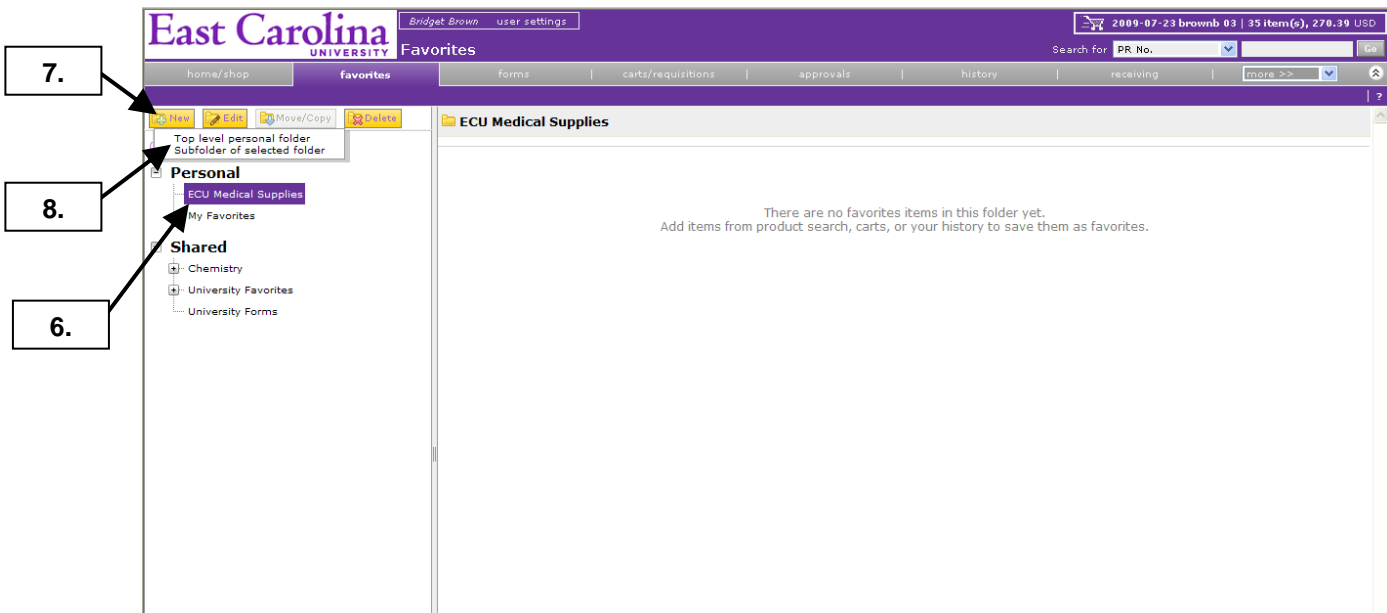 East Carolina
UNIVERSITY
Bridget Brown user settings
2009-07-23 brownb 03 | 35 item(s), 270.39 USD
Favorites
Search for PR No. Go
home/shop favorites forms | carts/requisitions | approvals | history | receiving | more >>
?
7.
New Edit Move/Copy Delete
ECU Medical Supplies
Top level personal folder
Subfolder of selected folder
Personal
8.
ECU Medical Supplies
My Favorites
There are no favorites items in this folder yet.
Add items from product search, carts, or your history to save them as favorites.
Shared
Chemistry
University Favorites
University Forms
6.